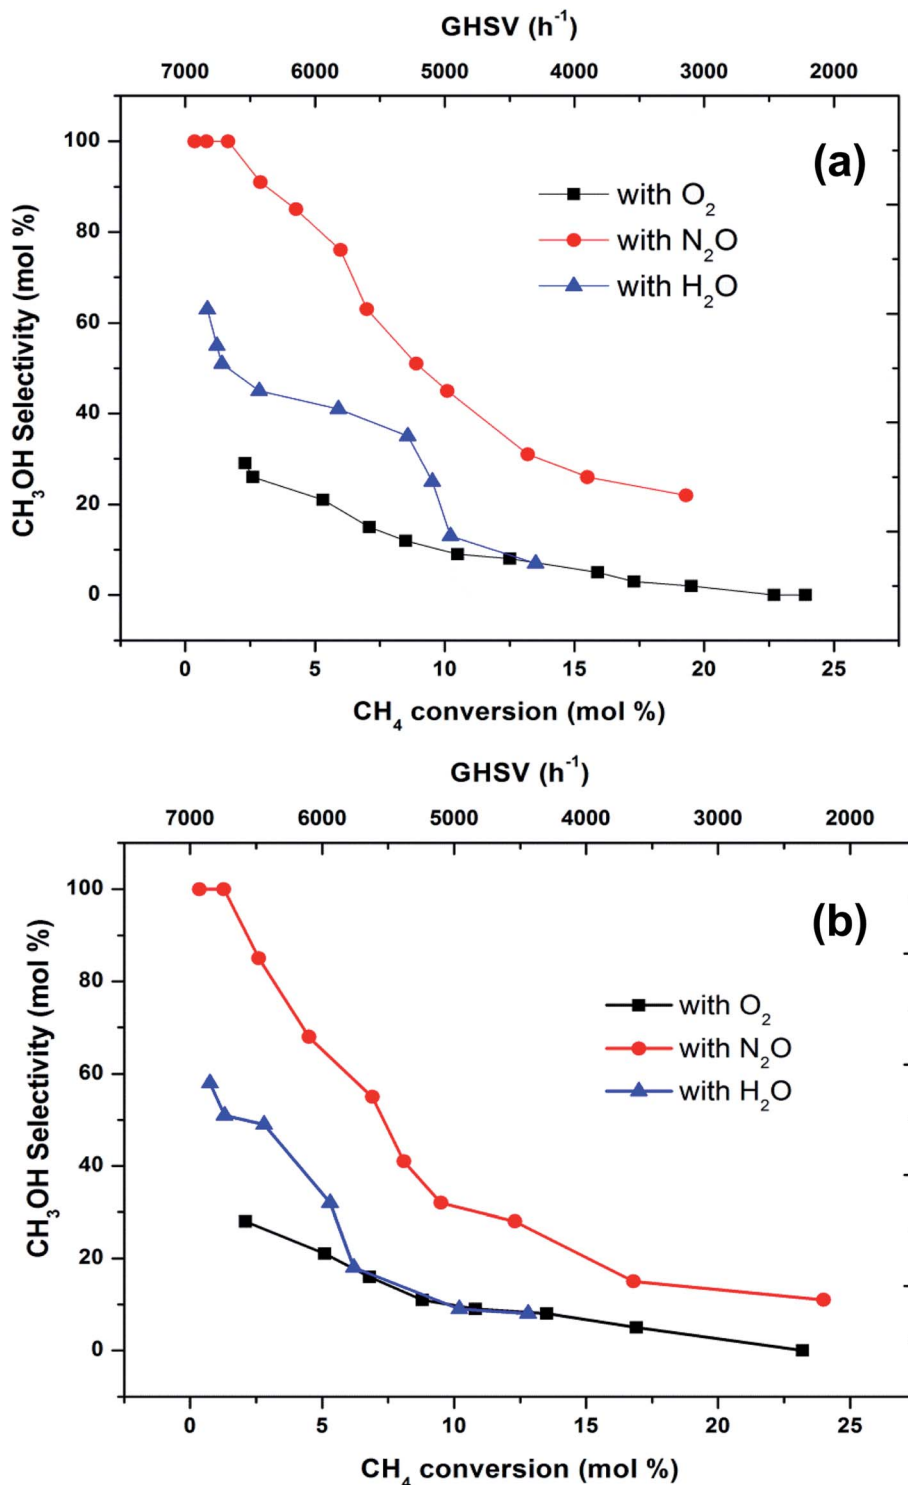 GHSV (h⁻¹)
7000 6000 5000 4000 3000 2000
(a)
with O₂
with N₂O
with H₂O
CH₃OH Selectivity (mol %)
100
80
60
40
20
0
0 5 10 15 20 25
CH₄ conversion (mol %)
GHSV (h⁻¹)
7000 6000 5000 4000 3000 2000
(b)
with O₂
with N₂O
with H₂O
CH₃OH Selectivity (mol %)
100
80
60
40
20
0
0 5 10 15 20 25
CH₄ conversion (mol %)